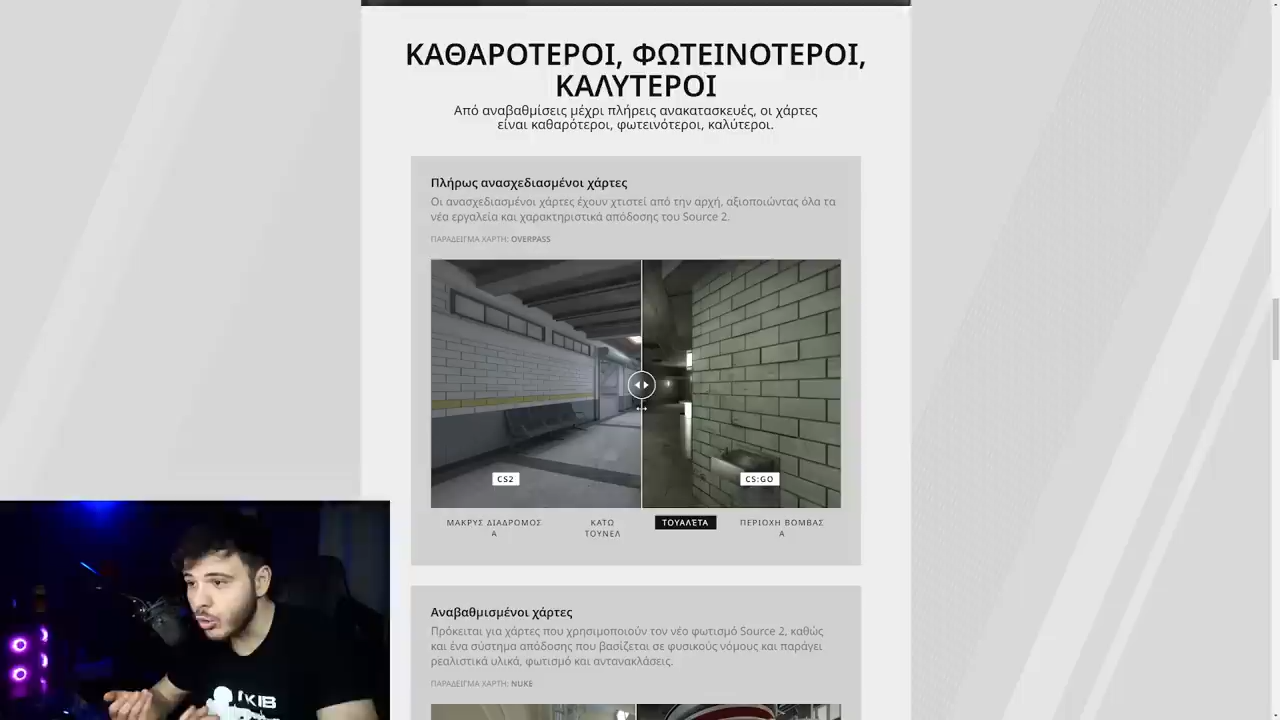 ΚΑΘΑΡΟΤΕΡΟΙ, ΦΩΤΕΙΝΟΤΕΡΟΙ,
ΚΑΛΥΤΕΡΟΙ
Από αναβαθμίσεις μέχρι πλήρεις ανακατασκευές, οι χάρτες
είναι καθαρότεροι, φωτεινότεροι, καλύτεροι.
Πλήρως ανασχεδιασμένοι χάρτες
Οι ανασχεδιασμένοι χάρτες έχουν χτιστεί από την αρχή, αξιοποιώντας όλα τα
νέα εργαλεία και χαρακτηριστικά απόδοσης του Source 2.
ΠΑΡΑΔΕΙΓΜΑ ΧΑΡΤΗ: OVERPASS
CS2
CS:GO
ΜΑΚΡΥΣ ΔΙΑΔΡΟΜΟΣ
Α
ΚΑΤΩ
ΤΟΥΝΕΛ
ΤΟΥΑΛΈΤΑ
ΠΕΡΙΟΧΗ ΒΟΜΒΑΣ
Α
Αναβαθμισμένοι χάρτες
Πρόκειται για χάρτες που χρησιμοποιούν τον νέο φωτισμό Source 2, καθώς
και ένα σύστημα απόδοσης που βασίζεται σε φυσικούς νόμους και παράγει
ρεαλιστικά υλικά, φωτισμό και αντανακλάσεις.
ΠΑΡΑΔΕΙΓΜΑ ΧΑΡΤΗ: NUKE